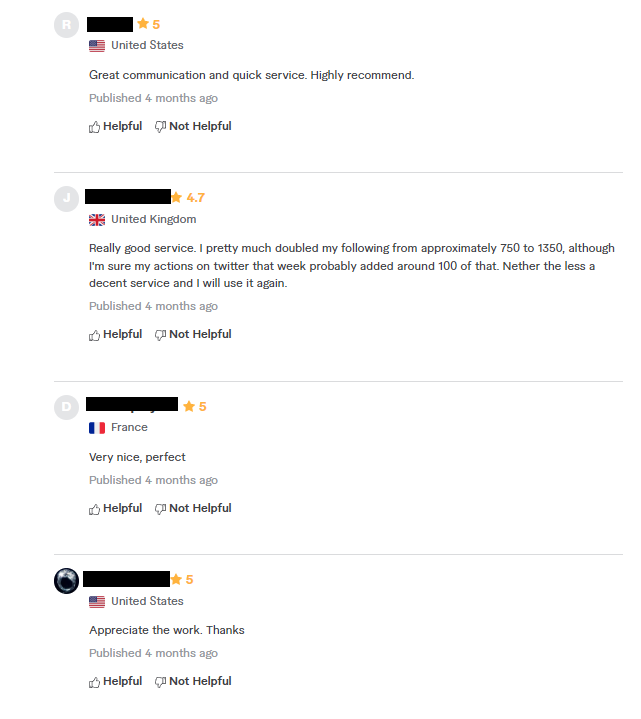 R
5
United States
Great communication and quick service. Highly recommend.
Published 4 months ago
Helpful Not Helpful
J
4.7
United Kingdom
Really good service. I pretty much doubled my following from approximately 750 to 1350, although
I'm sure my actions on twitter that week probably added around 100 of that. Nether the less a
decent service and I will use it again.
Published 4 months ago
Helpful Not Helpful
D
5
France
Very nice, perfect
Published 4 months ago
Helpful Not Helpful
5
United States
Appreciate the work. Thanks
Published 4 months ago
Helpful Not Helpful